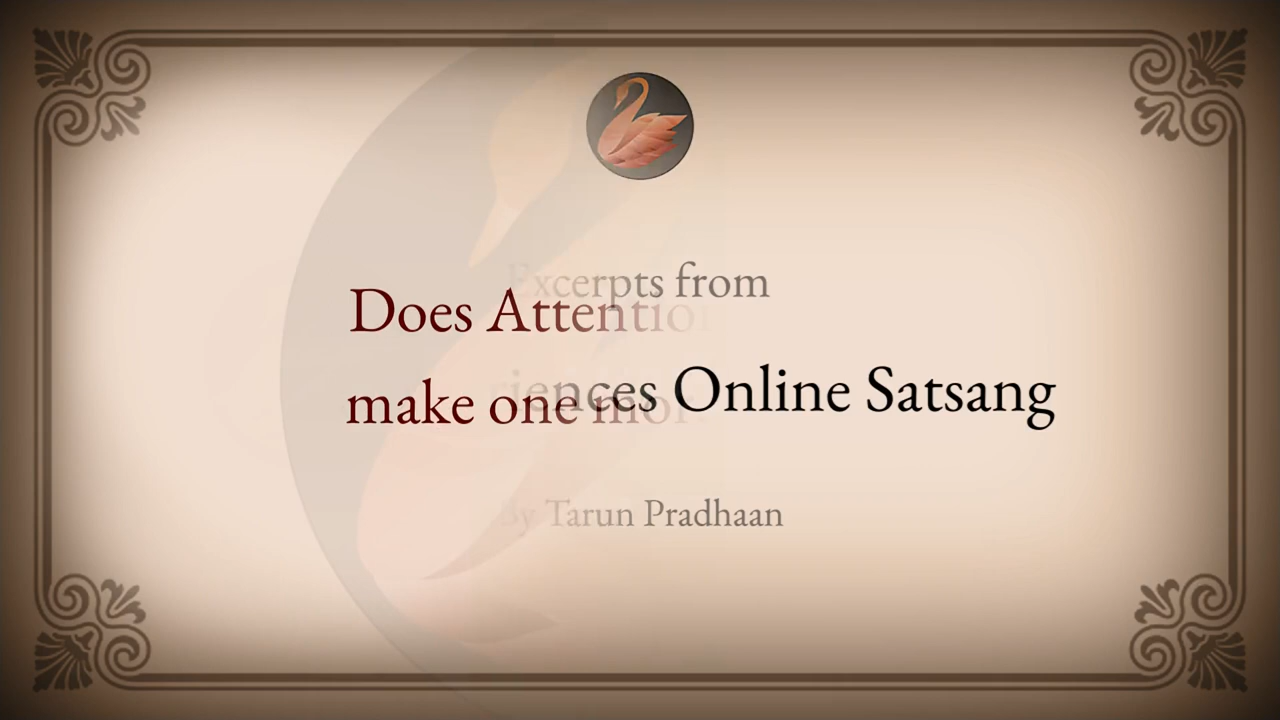 Excerpts from
Does Attention
make one
Online Satsang
By Tarun Pradhaan